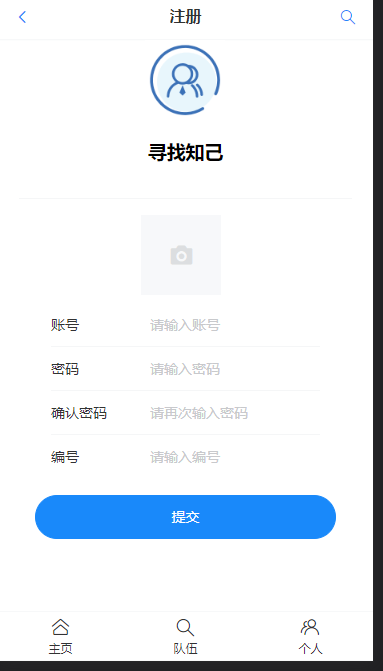 注册
寻找知己
账号 请输入账号
密码 请输入密码
确认密码 请再次输入密码
编号 请输入编号
提交
主页 队伍 个人